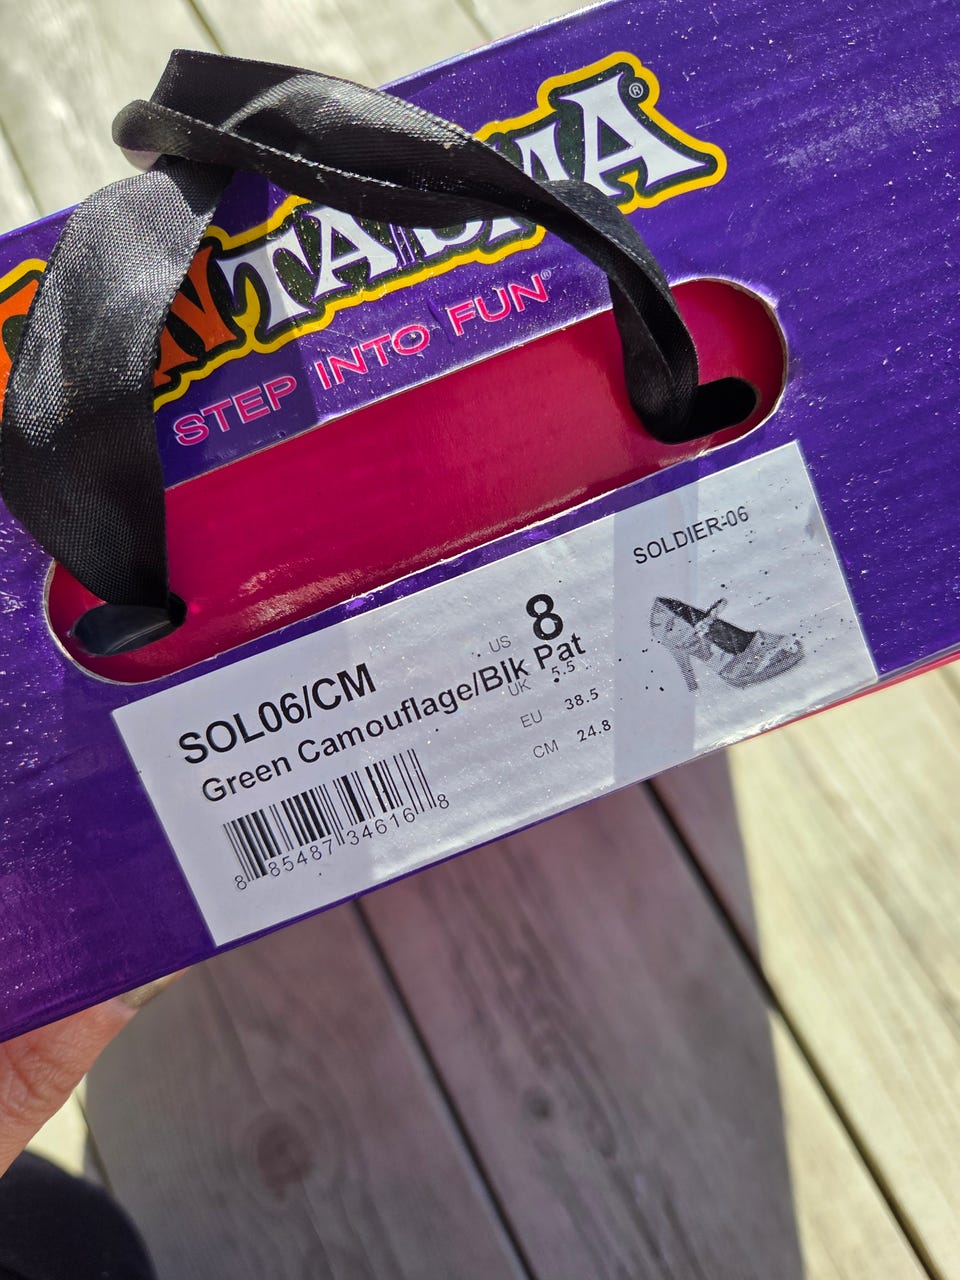 TASMA®
STEP INTO FUN®
SOLDIER-06
SOL06/CM
Green Camouflage/Blk Pat
US 8
UK 5.5
EU 38.5
CM 24.8
8 85487 34616 8